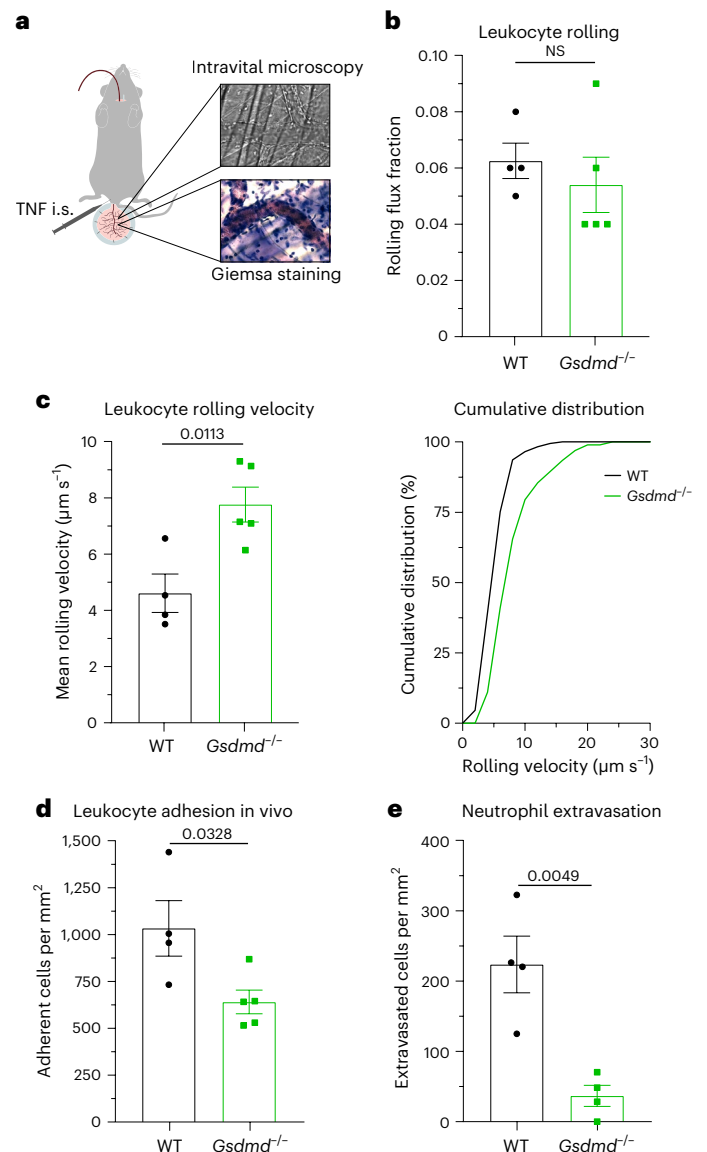 a
Intravital microscopy
TNF i.s.
Giemsa staining
b
Leukocyte rolling
NS
Rolling flux fraction
0.10
0.08
0.06
0.04
0.02
0
WT
Gsdmd−/−
c
Leukocyte rolling velocity
0.0113
Mean rolling velocity (µm s−1)
10
8
6
4
2
0
WT
Gsdmd−/−
Cumulative distribution
Cumulative distribution (%)
100
75
50
25
0
WT
Gsdmd−/−
0
10
20
30
Rolling velocity (µm s−1)
d
Leukocyte adhesion in vivo
0.0328
Adherent cells per mm2
1,500
1,250
1,000
750
500
250
0
WT
Gsdmd−/−
e
Neutrophil extravasation
0.0049
Extravasated cells per mm2
400
300
200
100
0
WT
Gsdmd−/−